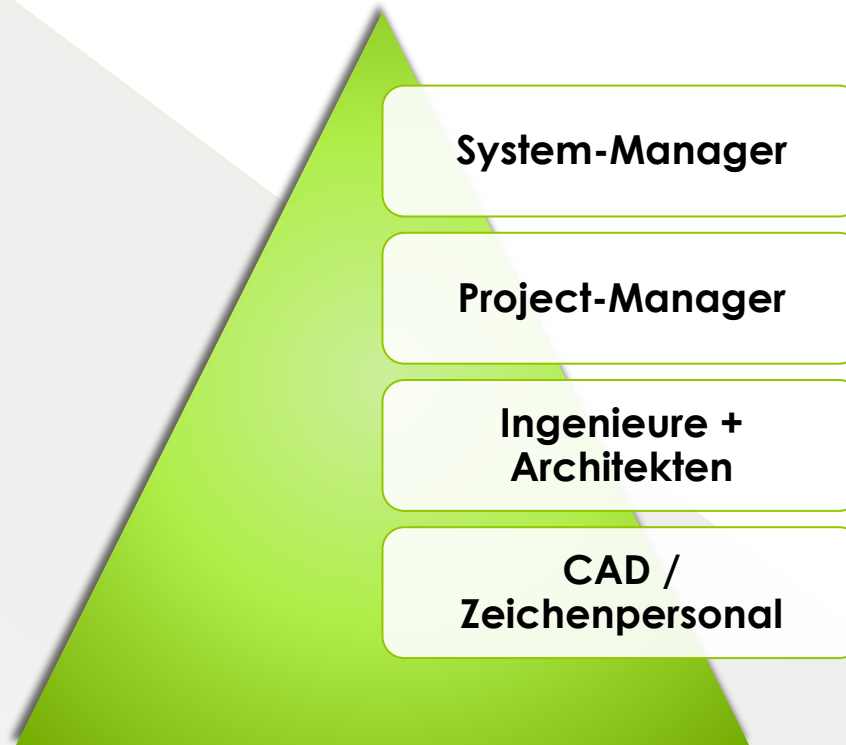 System-Manager
Project-Manager
Ingenieure +
Architekten
CAD /
Zeichenpersonal